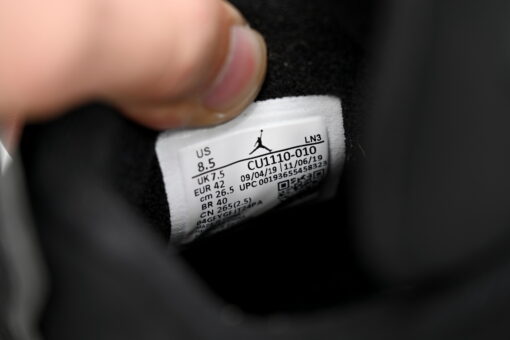 US LN3
8.5 CU1110-010
UK 7.5 09/04/19 11/06/19
EUR 42 UPC 00193655458323
cm 26.5
BR 40
CN 265(2.5)